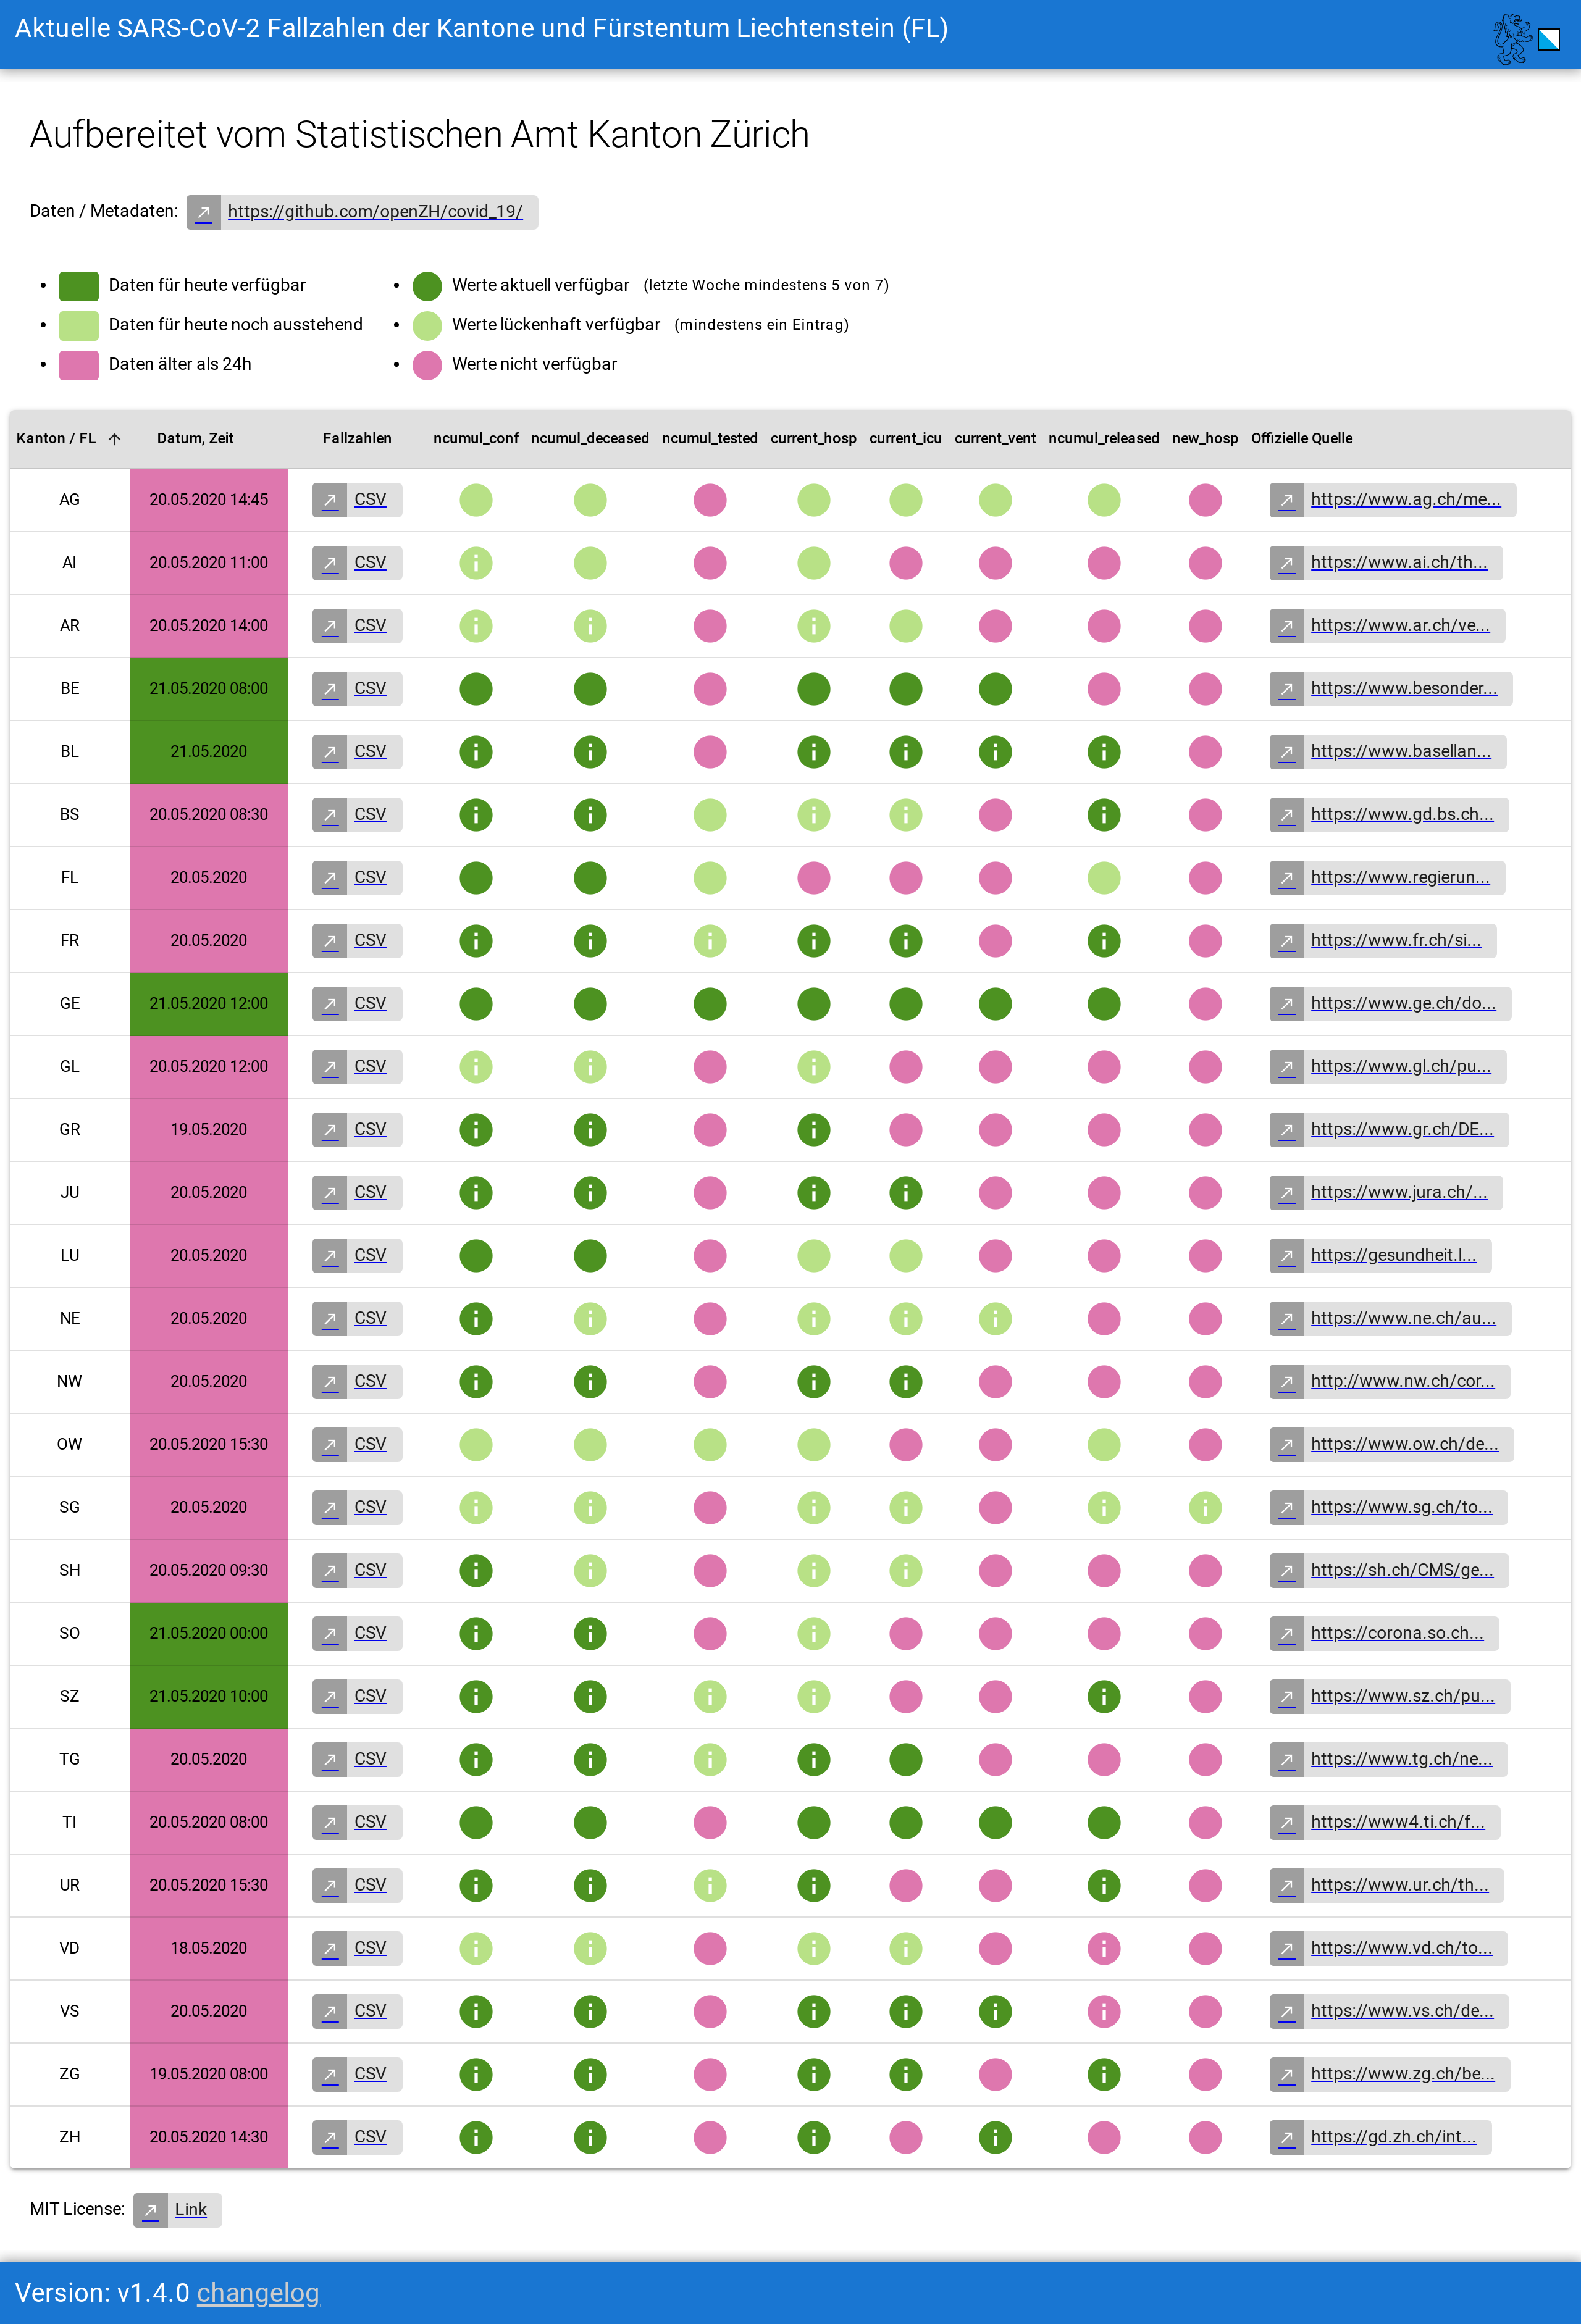 Aktuelle SARS-CoV-2 Fallzahlen der Kantone und Fürstentum Liechtenstein (FL)
Aufbereitet vom Statistischen Amt Kanton Zürich
Daten / Metadaten: https://github.com/openZH/covid_19/
Daten für heute verfügbar
Daten für heute noch ausstehend
Daten älter als 24h
Werte aktuell verfügbar (letzte Woche mindestens 5 von 7)
Werte lückenhaft verfügbar (mindestens ein Eintrag)
Werte nicht verfügbar
Kanton / FL Datum, Zeit Fallzahlen ncumul_conf ncumul_deceased ncumul_tested current_hosp current_icu current_vent ncumul_released new_hosp Offizielle Quelle
AG 20.05.2020 14:45 CSV https://www.ag.ch/me...
AI 20.05.2020 11:00 CSV https://www.ai.ch/th...
AR 20.05.2020 14:00 CSV https://www.ar.ch/ve...
BE 21.05.2020 08:00 CSV https://www.besonder...
BL 21.05.2020 CSV https://www.basellan...
BS 20.05.2020 08:30 CSV https://www.gd.bs.ch...
FL 20.05.2020 CSV https://www.regierun...
FR 20.05.2020 CSV https://www.fr.ch/si...
GE 21.05.2020 12:00 CSV https://www.ge.ch/do...
GL 20.05.2020 12:00 CSV https://www.gl.ch/pu...
GR 19.05.2020 CSV https://www.gr.ch/DE...
JU 20.05.2020 CSV https://www.jura.ch/...
LU 20.05.2020 CSV https://gesundheit.l...
NE 20.05.2020 CSV https://www.ne.ch/au...
NW 20.05.2020 CSV http://www.nw.ch/cor...
OW 20.05.2020 15:30 CSV https://www.ow.ch/de...
SG 20.05.2020 CSV https://www.sg.ch/to...
SH 20.05.2020 09:30 CSV https://sh.ch/CMS/ge...
SO 21.05.2020 00:00 CSV https://corona.so.ch...
SZ 21.05.2020 10:00 CSV https://www.sz.ch/pu...
TG 20.05.2020 CSV https://www.tg.ch/ne...
TI 20.05.2020 08:00 CSV https://www4.ti.ch/f...
UR 20.05.2020 15:30 CSV https://www.ur.ch/th...
VD 18.05.2020 CSV https://www.vd.ch/to...
VS 20.05.2020 CSV https://www.vs.ch/de...
ZG 19.05.2020 08:00 CSV https://www.zg.ch/be...
ZH 20.05.2020 14:30 CSV https://gd.zh.ch/int...
MIT License: Link
Version: v1.4.0 changelog